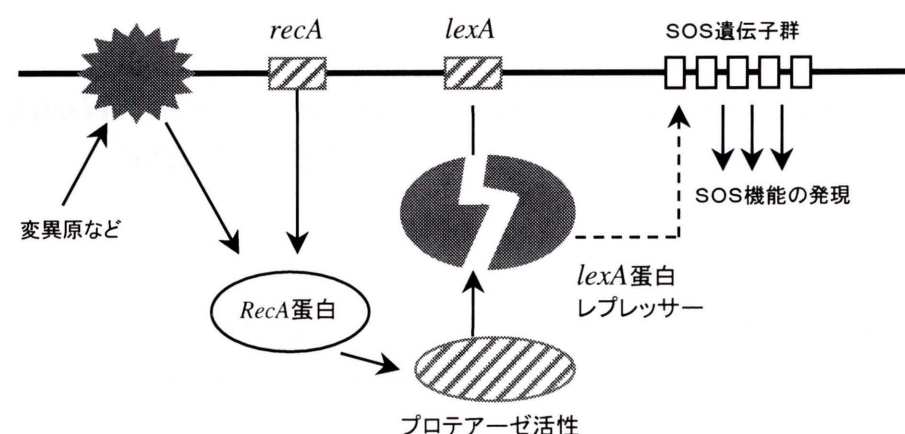 recA
lexA
SOS遺伝子群
変異原など
SOS機能の発現
lexA蛋白
レプレッサー
RecA蛋白
プロテアーゼ活性